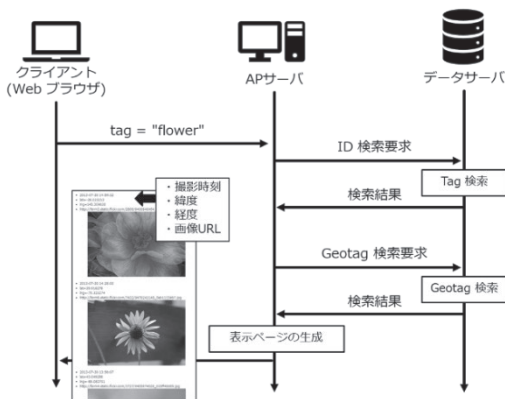 クライアント
(Web ブラウザ)
APサーバ
データサーバ
tag = "flower"
ID 検索要求
Tag 検索
検索結果
・撮影時刻
・緯度
・経度
・画像URL
Geotag 検索要求
Geotag 検索
検索結果
表示ページの生成